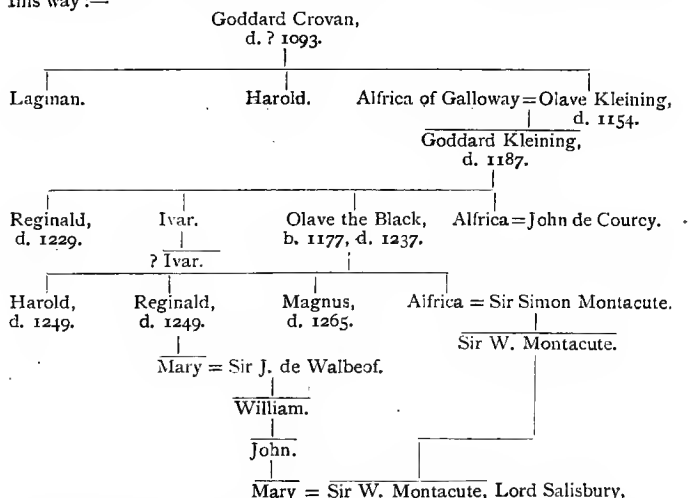 This way :—
Goddard Crovan,
d. ? 1093.
Lagman. Harold. Alfrica of Galloway = Olave Kleining,
d. 1154.
Goddard Kleining,
d. 1187.
Reginald, Ivar. Olave the Black, Alfrica = John de Courcy.
d. 1229. b. 1177, d. 1237.
? Ivar.
Harold, Reginald, Magnus, Aifrica = Sir Simon Montacute.
d. 1249. d. 1249. d. 1265.
Sir W. Montacute.
Mary = Sir J. de Walbeof.
William.
John.
Mary = Sir W. Montacute, Lord Salisbury,